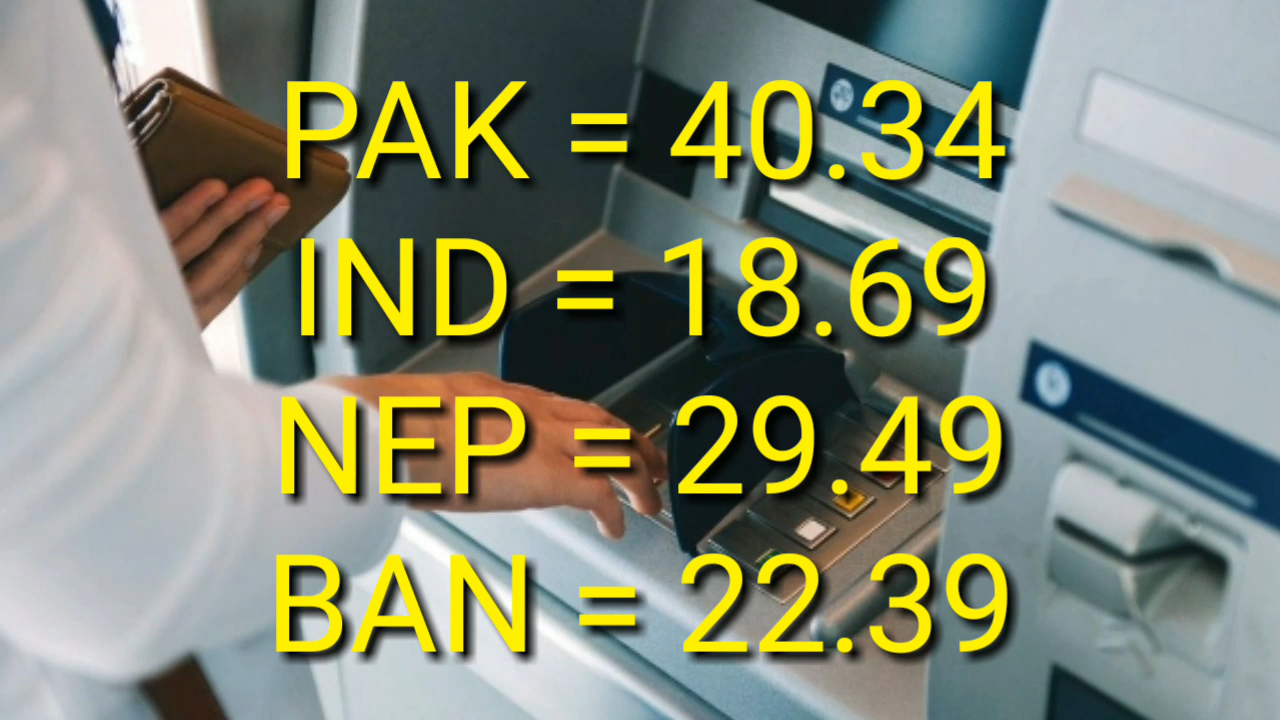 PAK = 40.34
IND = 18.69
NEP = 29.49
BAN = 22.39